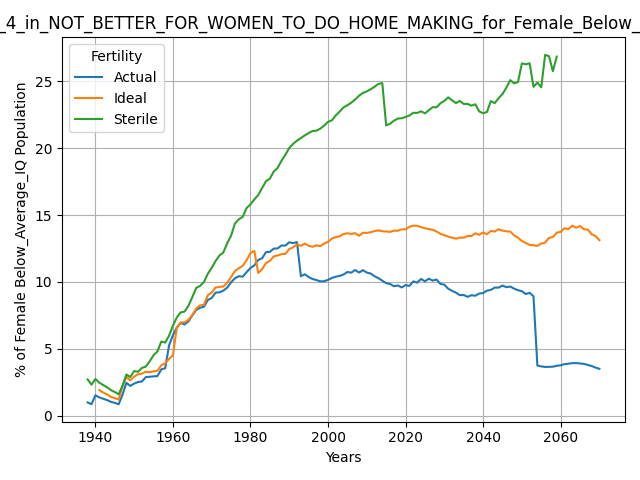 _4_in_NOT_BETTER_FOR_WOMEN_TO_DO_HOME_MAKING_for_Female_Below_
Fertility
Actual
Ideal
Sterile
% of Female Below_Average_IQ Population
25
20
15
10
5
0
1940 1960 1980 2000 2020 2040 2060
Years